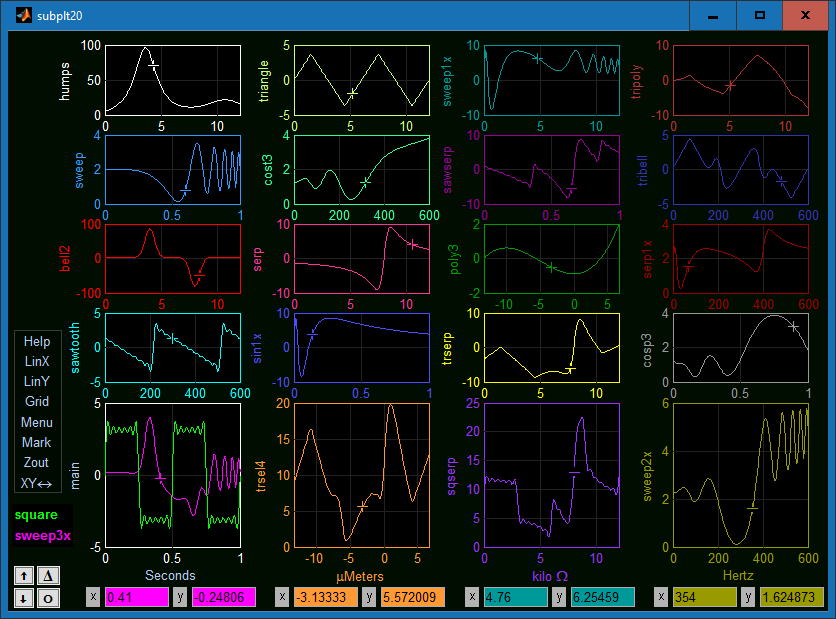 subplt20
100 5 10 10
humps 50 triangle 0 sweep1x 0 tripoly 0
0 -5 -10 -10
0 5 10 0 5 10 0 5 10 0 5 10
4 4 10 5
sweep 2 cost3 2 sawserp 0 tribell 0
0 0 -10 -5
0 0.5 1 0 200 400 600 0 0.5 1 0 200 400 600
100 10 2 4
bell2 0 serp 0 poly3 0 serp1x 2
-100 -10 -2 0
0 5 10 0 5 10 -10 -5 0 5 0 200 400 600
5 10 10 4
sawtooth 0 sin1x 0 trserp 0 cosp3 2
-5 -10 -10 0
0 200 400 600 0 0.5 1 0 5 10 0 0.5 1
Help
LinX
LinY
Grid
Menu
Mark
Zout
XY↔
square
sweep3x
main
5
0
-5
0 0.5 1
Seconds
trsel4
20
15
10
5
0
-10 -5 0 5
µMeters
sqserp
25
20
15
10
5
0
0 5 10
kilo Ω
sweep2x
6
4
2
0
0 200 400 600
Hertz
↑ Δ
↓ o
x 0.41 y -0.24806 x -3.13333 y 5.572009 x 4.76 y 6.25459 x 354 y 1.624873